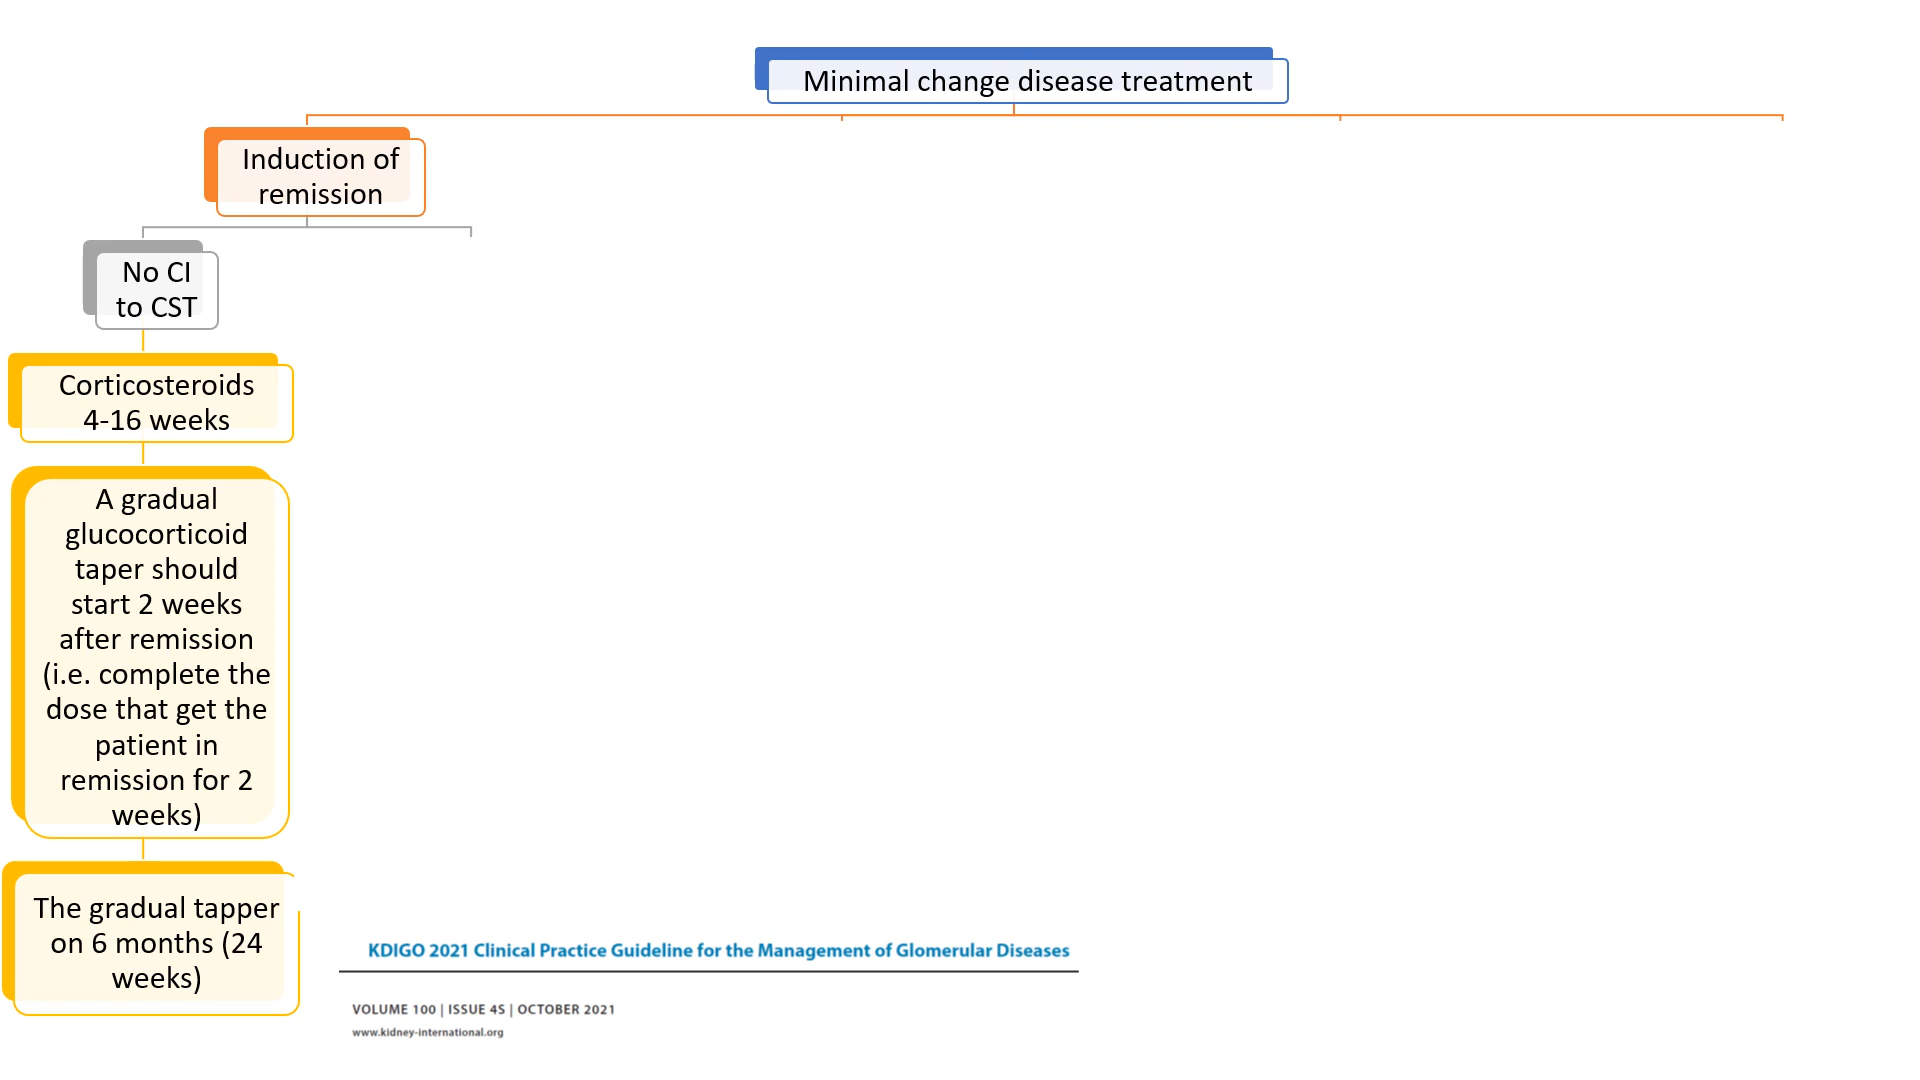 Minimal change disease treatment
Induction of
remission
No CI
to CST
Corticosteroids
4-16 weeks
A gradual
glucocorticoid
taper should
start 2 weeks
after remission
(i.e. complete the
dose that get the
patient in
remission for 2
weeks)
The gradual tapper
on 6 months (24
weeks)
KDIGO 2021 Clinical Practice Guideline for the Management of Glomerular Diseases
VOLUME 100 | ISSUE 4S | OCTOBER 2021
www.kidney-international.org